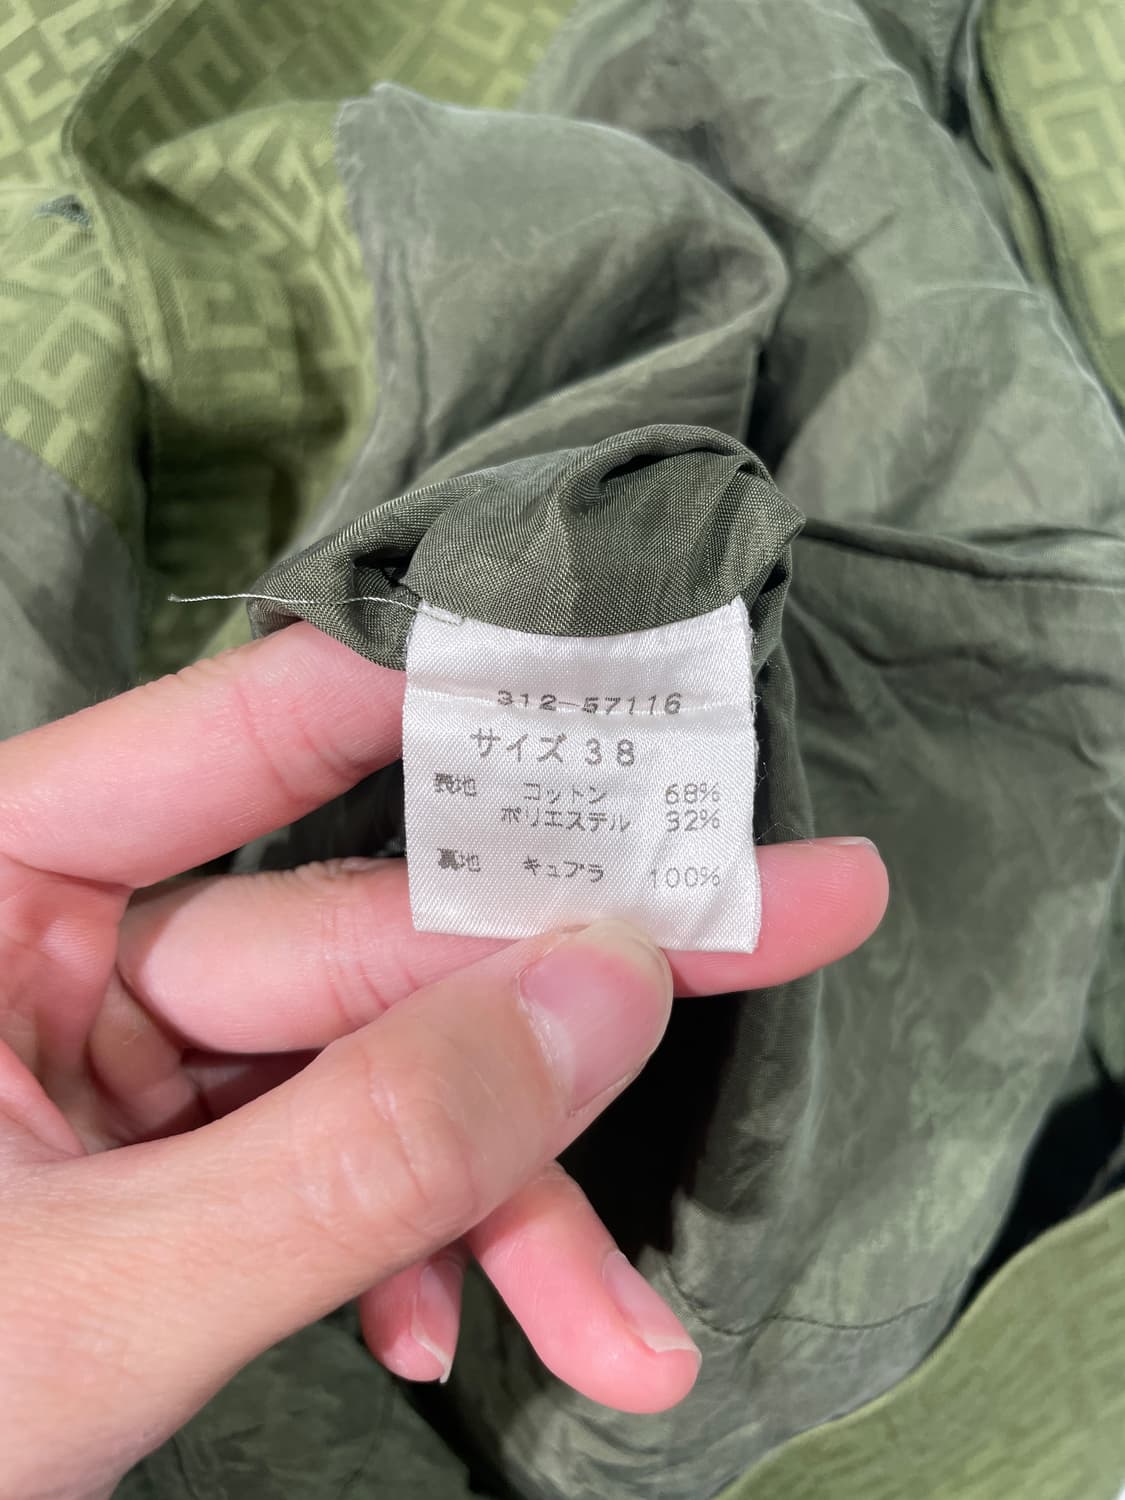 312-57116
サイズ 38
表地 コットン 68%
ポリエステル 32%
裏地 キュプラ 100%